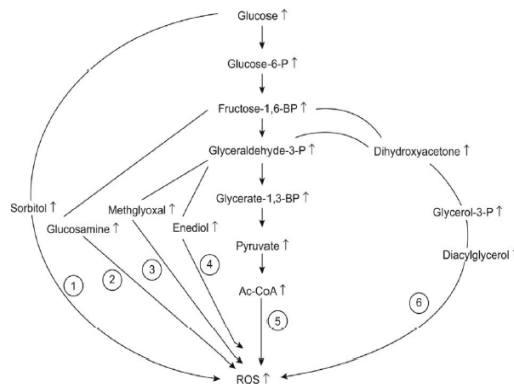 Glucose ↑
Glucose-6-P ↑
Fructose-1,6-BP ↑
Glyceraldehyde-3-P ↑
Dihydroxyacetone ↑
Glycerate-1,3-BP ↑
Sorbitol ↑
Methglyoxal ↑
Glycerol-3-P ↑
Glucosamine ↑
Enediol ↑
Pyruvate ↑
Diacylglycerol ↑
4
3
2
1
Ac-CoA ↑
5
6
ROS ↑